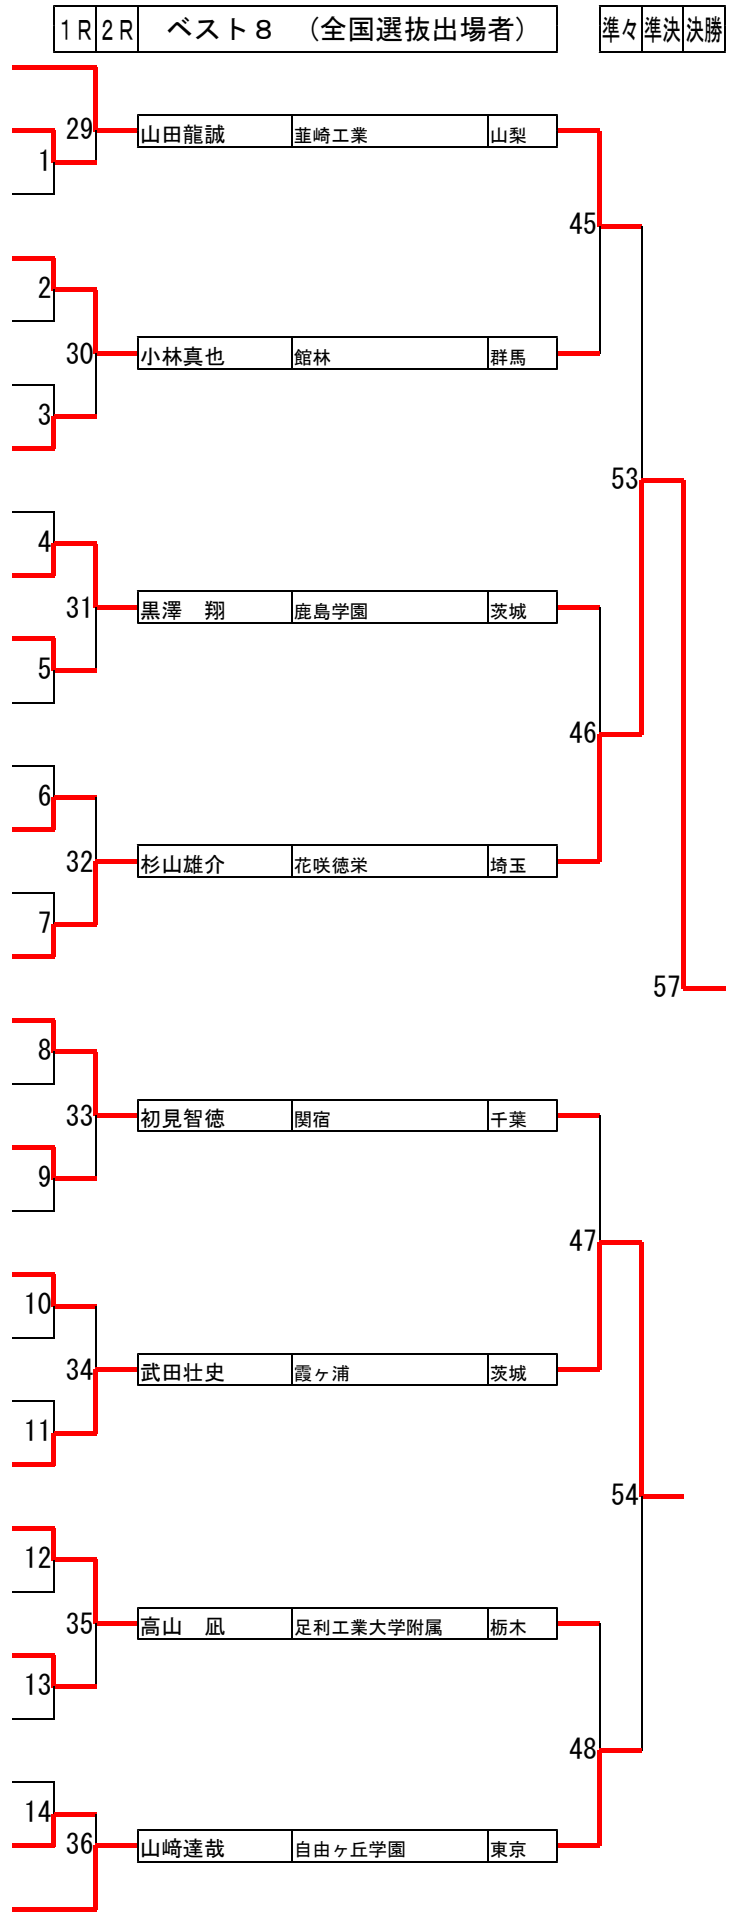 1R 2R ベスト8 (全国選抜出場者) 準々 準決 決勝
29 山田龍誠 韮崎工業 山梨
1
45
2
30 小林真也 館林 群馬
3
53
4
31 黒澤 翔 鹿島学園 茨城
5
46
6
32 杉山雄介 花咲徳栄 埼玉
7
57
8
33 初見智徳 関宿 千葉
9
47
10
34 武田壮史 霞ヶ浦 茨城
11
54
12
35 高山 凪 足利工業大学附属 栃木
13
48
14
36 山﨑達哉 自由ヶ丘学園 東京